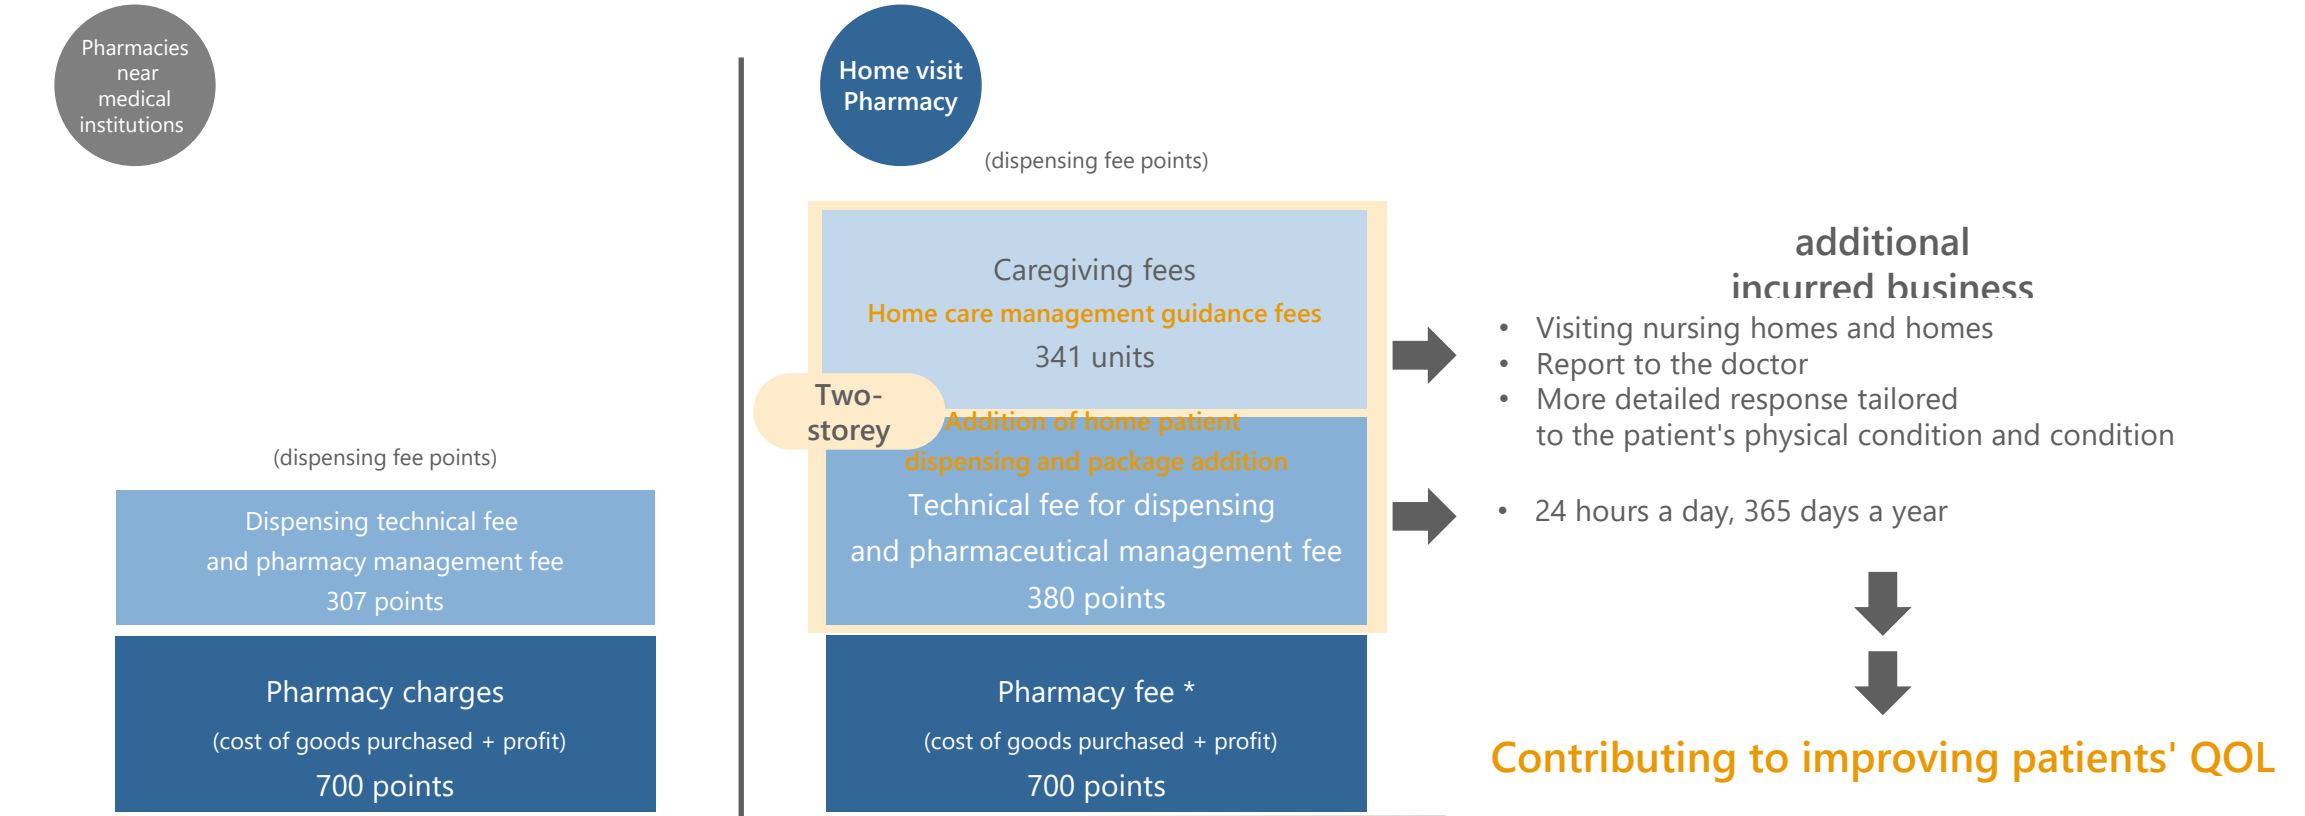 Pharmacies
near
medical
institutions
(dispensing fee points)
Dispensing technical fee
and pharmacy management fee
307 points
Pharmacy charges
(cost of goods purchased + profit)
700 points
Home visit
Pharmacy
(dispensing fee points)
Caregiving fees
Home care management guidance fees
341 units
Two-
storey
Addition of home patient
dispensing and package addition
Technical fee for dispensing
and pharmaceutical management fee
380 points
Pharmacy fee *
(cost of goods purchased + profit)
700 points
additional
incurred business
• Visiting nursing homes and homes
• Report to the doctor
• More detailed response tailored
to the patient's physical condition and condition
• 24 hours a day, 365 days a year
Contributing to improving patients' QOL